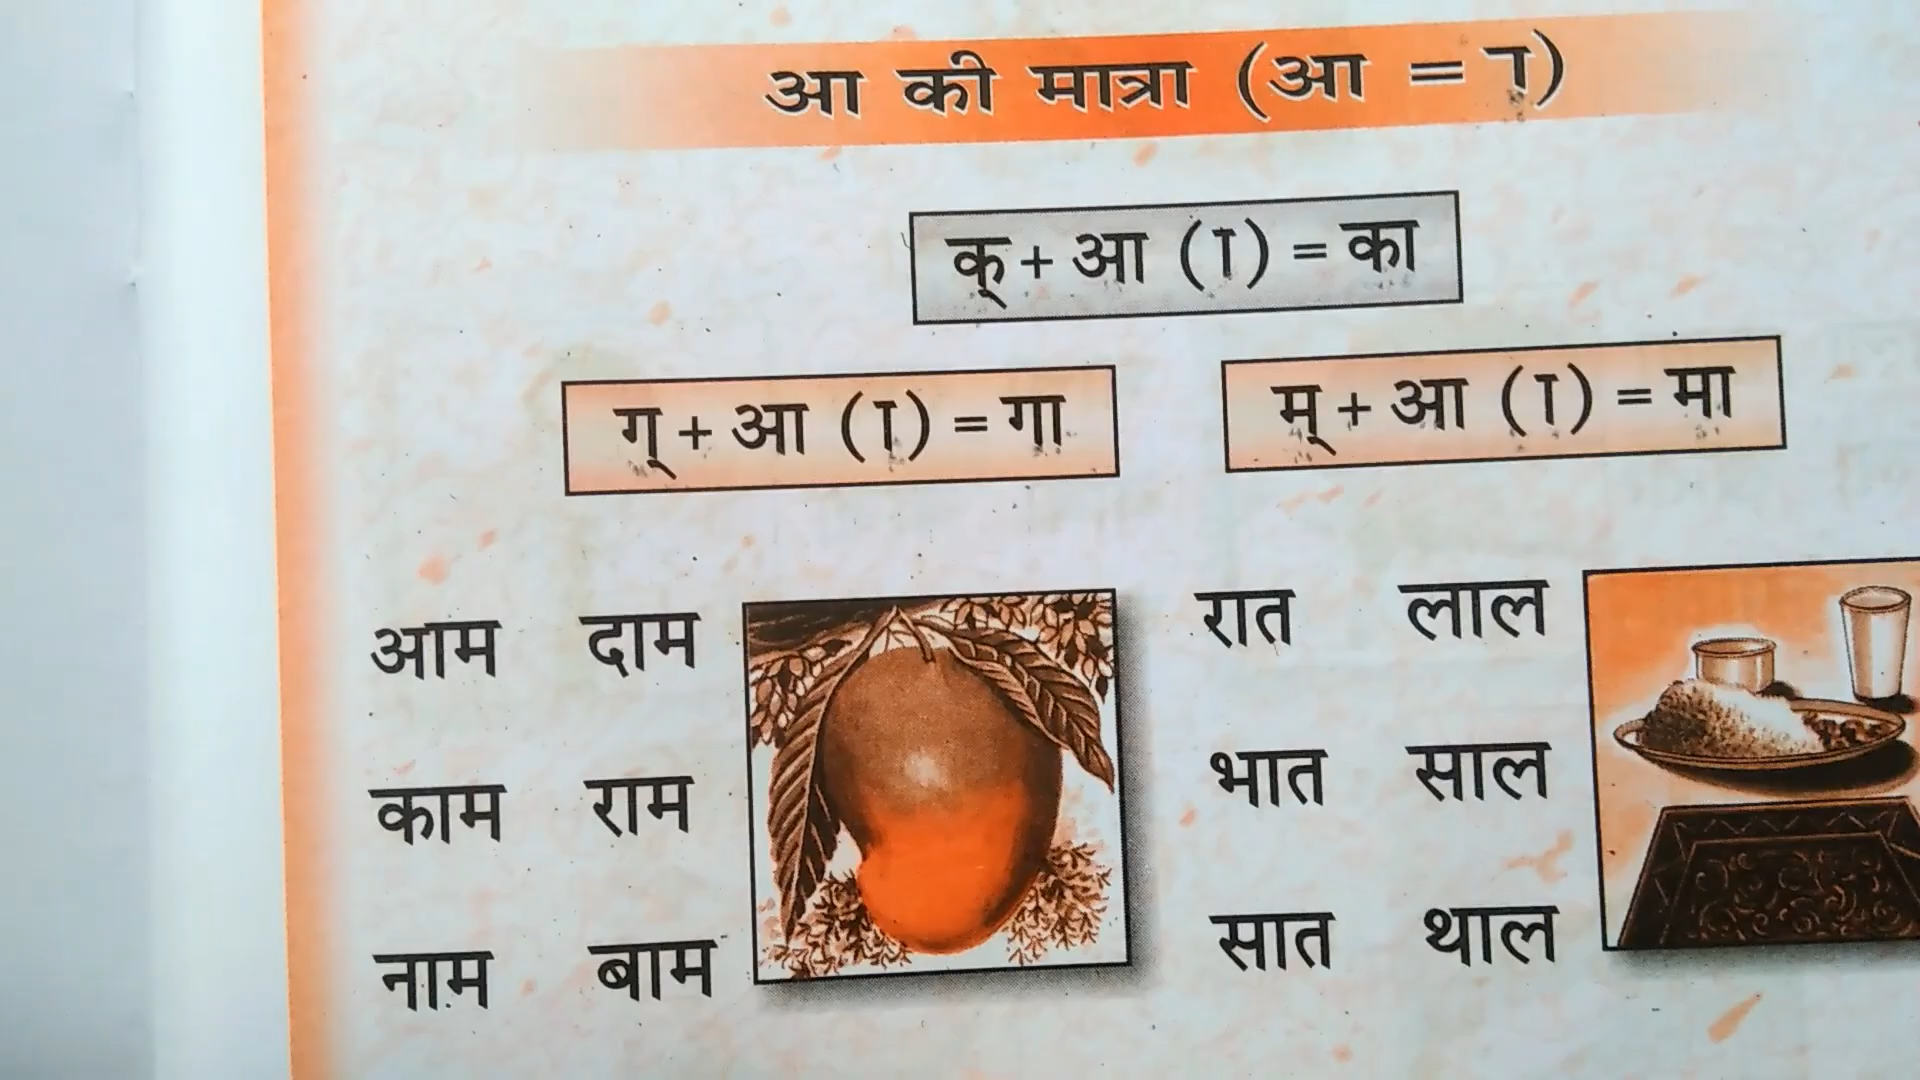 आ की मात्रा (आ = ा)
क् + आ (ा) = का
ग् + आ (ा) = गा
म् + आ (ा) = मा
आम दाम रात लाल
काम राम भात साल
नाम बाम सात थाल